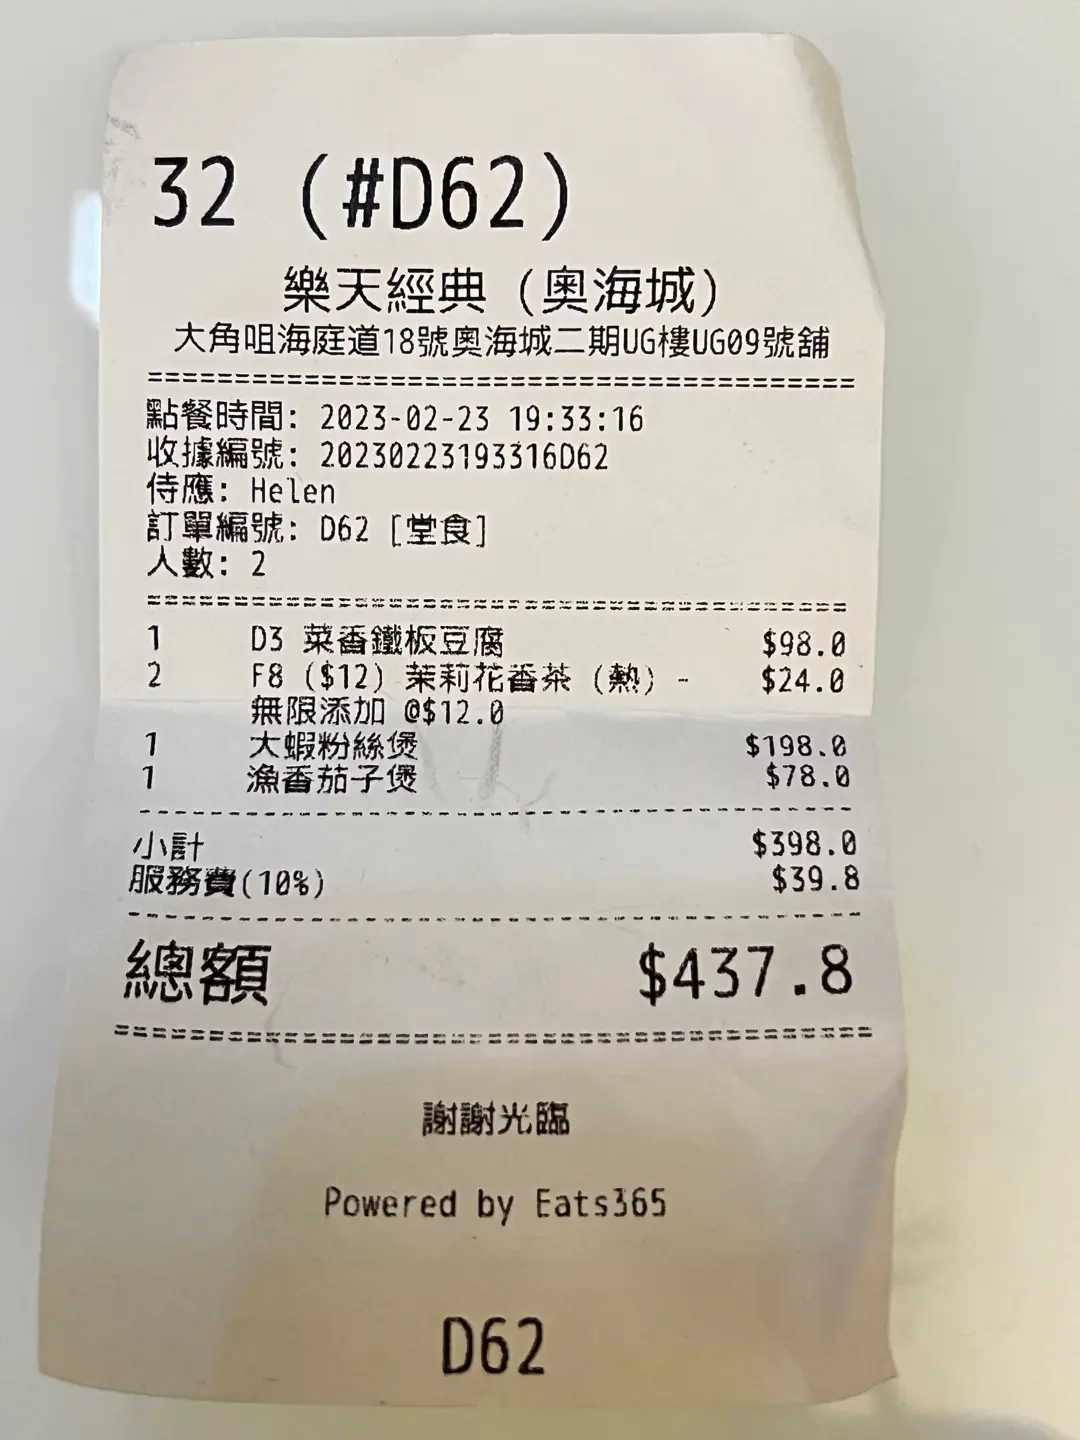 32 (#D62)
樂天經典 (奧海城)
大角咀海庭道18號奧海城二期UG樓UG09號舖
點餐時間: 2023-02-23 19:33:16
收據編號: 20230223193316D62
侍應: Helen
訂單編號: D62 [堂食]
人數: 2
1 D3 菜香鐵板豆腐 $98.0
2 F8 ($12) 茉莉花香茶 (熱) - $24.0
無限添加 @$12.0
1 大蝦粉絲煲 $198.0
1 漁香茄子煲 $78.0
小計 $398.0
服務費(10%) $39.8
總額 $437.8
謝謝光臨
Powered by Eats365
D62